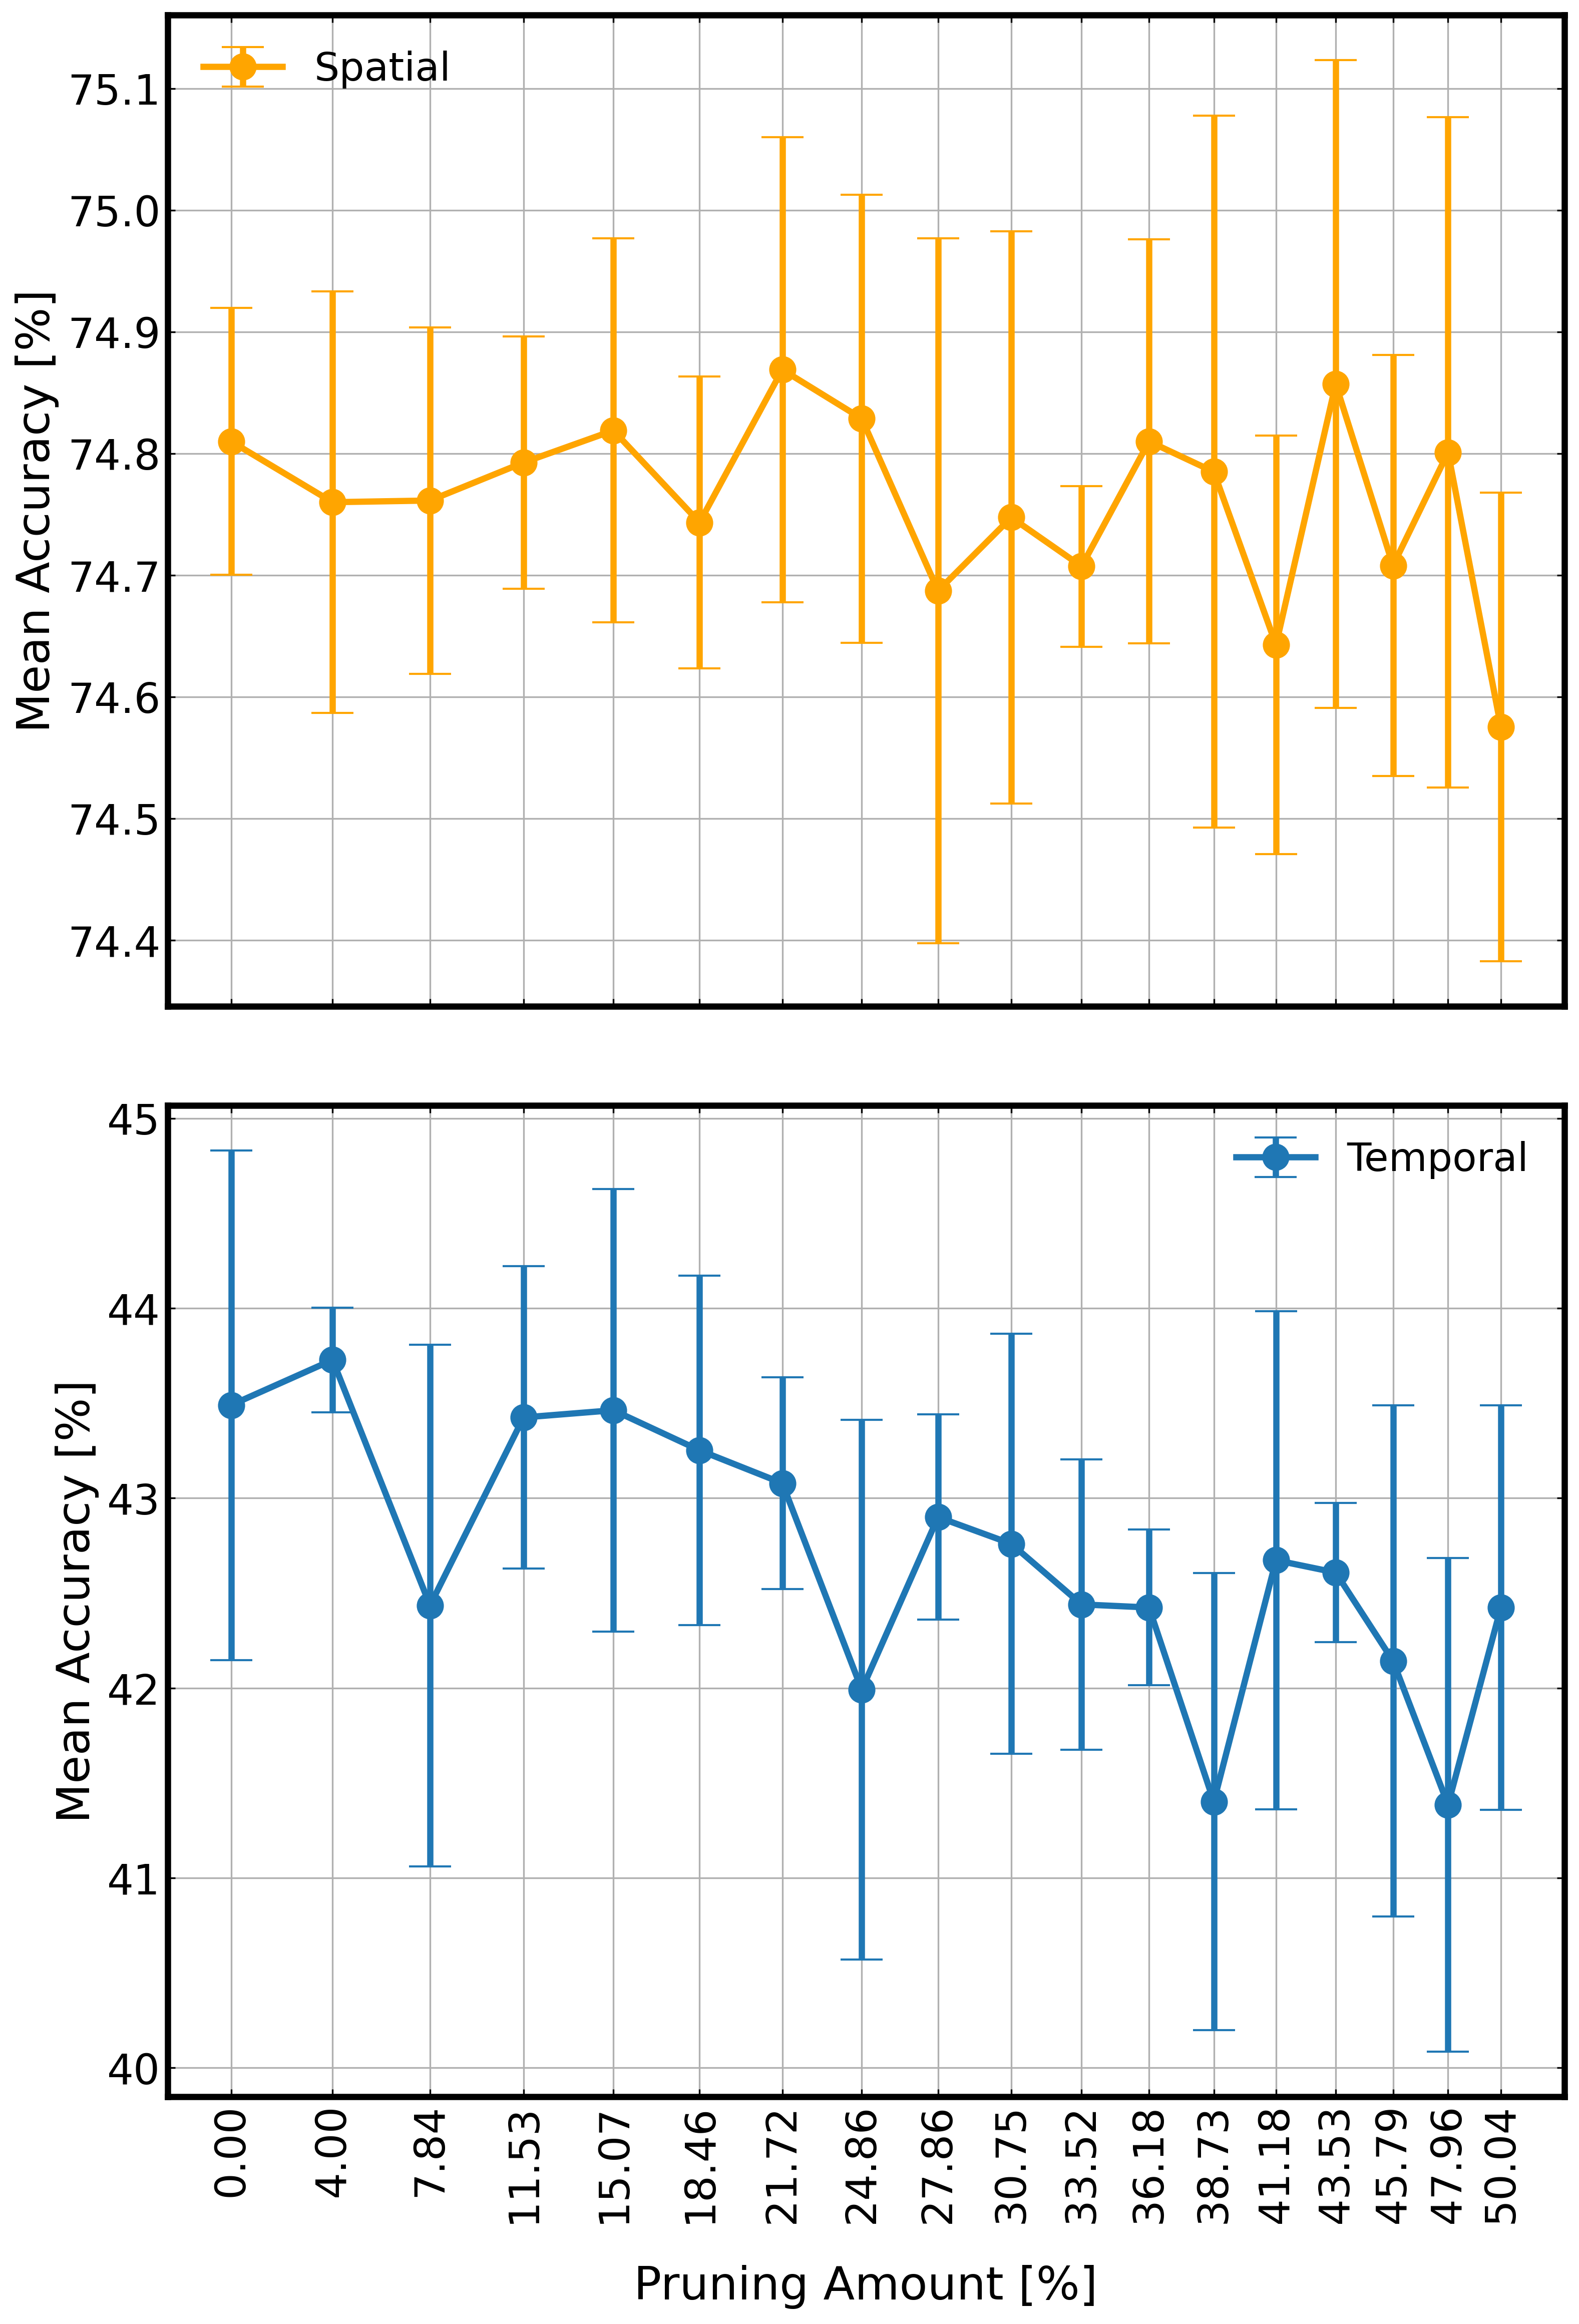 Spatial
75.1
75.0
74.9
74.8
74.7
74.6
74.5
74.4
Mean Accuracy [%]
Temporal
45
44
43
42
41
40
Mean Accuracy [%]
0.00 4.00 7.84 11.53 15.07 18.46 21.72 24.86 27.86 30.75 33.52 36.18 38.73 41.18 43.53 45.79 47.96 50.04
Pruning Amount [%]